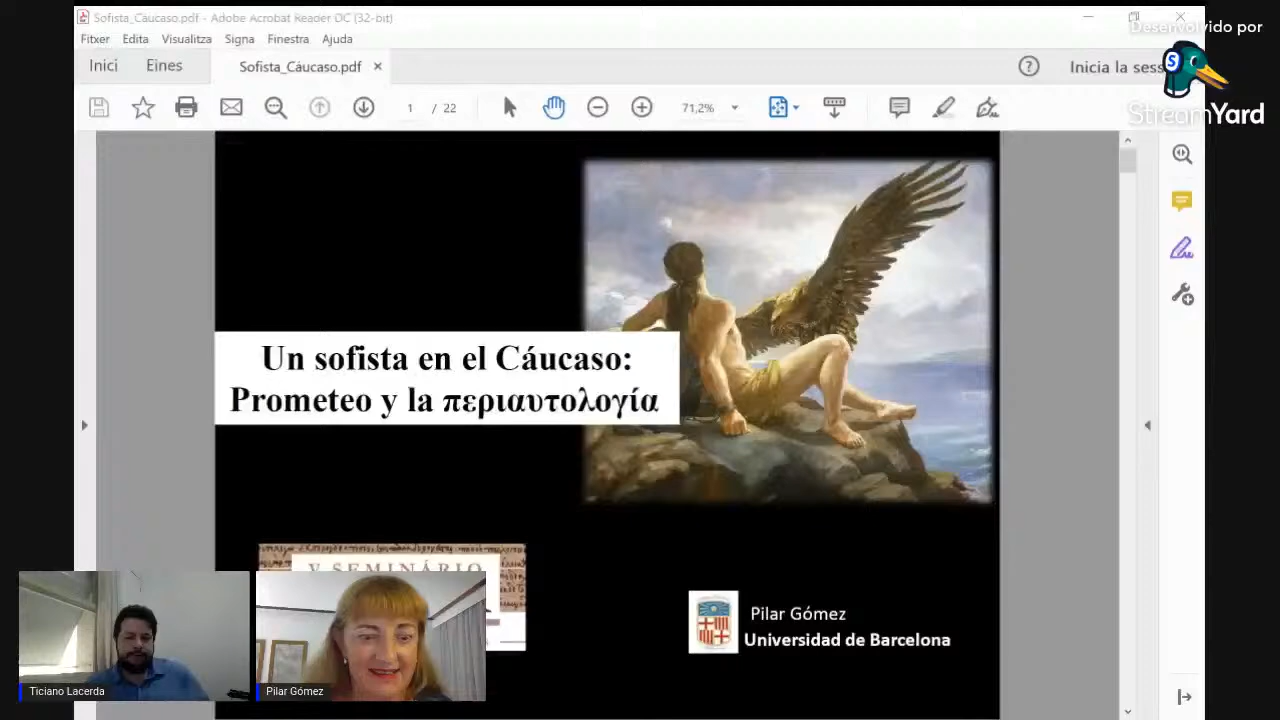 Sofista_Cáucaso.pdf - Adobe Acrobat Reader DC (32-bit)
Desenvolvido por
StreamYard
Fitxer Edita Visualitza Signa Finestra Ajuda
Inici Eines Sofista_Cáucaso.pdf × Inicia la sess
1 / 22 71,2%
Un sofista en el Cáucaso:
Prometeo y la περιαυτολογία
V SEMINÁRIO
Pilar Gómez
Universidad de Barcelona
Ticiano Lacerda
Pilar Gómez